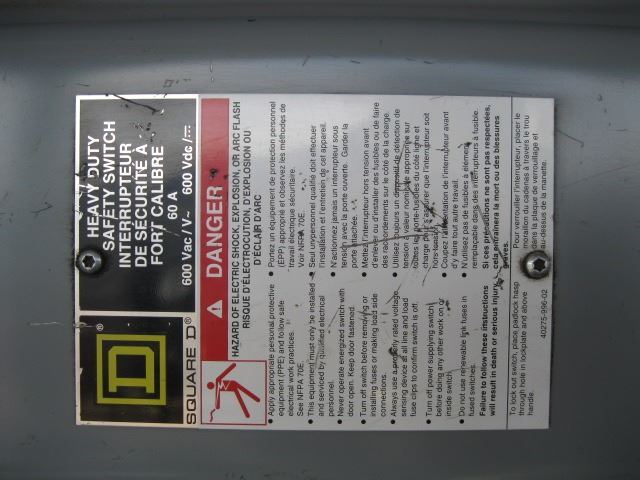 D
SQUARE D®
HEAVY DUTY
SAFETY SWITCH
INTERRUPTEUR
DE SÉCURITÉ À
FORT CALIBRE
60 A
600 Vac/V~ 600 Vdc/⎓
DANGER
HAZARD OF ELECTRIC SHOCK, EXPLOSION, OR ARC FLASH
RISQUE D'ÉLECTROCUTION, D'EXPLOSION OU
D'ÉCLAIR D'ARC
• Apply appropriate personal protective
equipment (PPE) and follow safe
electrical work practices.
See NFPA 70E.
• This equipment must only be installed
and serviced by qualified electrical
personnel.
• Never operate energized switch with
door open. Keep door fastened.
• Turn off switch before removing or
installing fuses or making load side
connections.
• Always use a properly rated voltage
sensing device at all line and load
fuse clips to confirm switch is off.
• Turn off power supplying switch
before doing any other work on or
inside switch.
• Do not use renewable link fuses in
fused switches.
Failure to follow these instructions
will result in death or serious injury.
To lock out switch, place padlock hasp
through hole in lockplate and above
handle.
• Portez un équipement de protection personnel
(ÉPP) approprié et observez les méthodes de
travail électrique sécuritaire.
Voir NFPA 70E.
• Seul un personnel qualifié doit effectuer
l'installation et l'entretien de cet appareil.
• N'actionnez jamais un interrupteur sous
tension avec la porte ouverte. Garder la
porte attachée.
• Mettez l'interrupteur hors tension avant
d'enlever ou d'installer des fusibles ou de faire
des raccordements sur le côté de la charge.
• Utilisez toujours un dispositif de détection de
tension à valeur nominale appropriée sur
toutes les porte-fusibles du côté ligne et
charge pour s'assurer que l'interrupteur soit
hors tension.
• Coupez l'alimentation de l'interrupteur avant
d'y faire tout autre travail.
• N'utilisez pas de fusibles à élément
remplaçable dans des interrupteurs à fusible.
Si ces précautions ne sont pas respectées,
cela entraînera la mort ou des blessures
graves.
Pour verrouiller l'interrupteur, placer le
moraillon du cadenas à travers le trou
dans la plaque de verrouillage et
au-dessus de la manette.
40275-956-02